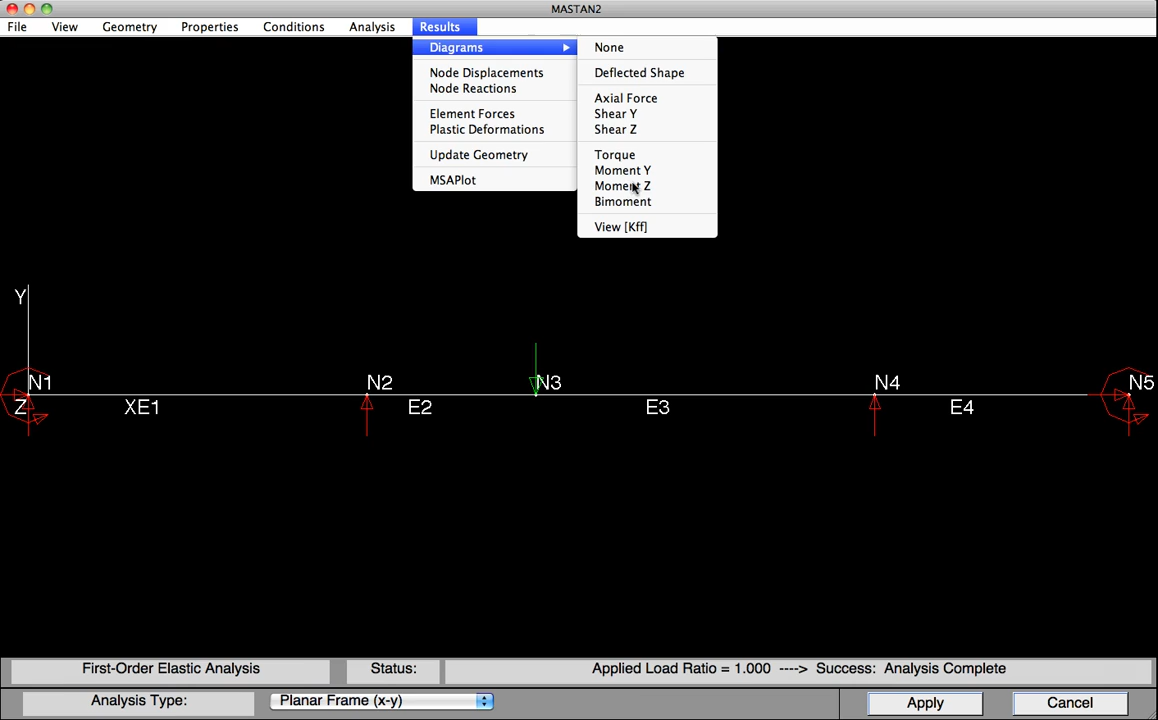 MASTAN2
File View Geometry Properties Conditions Analysis Results
Diagrams
Node Displacements
Node Reactions
Element Forces
Plastic Deformations
Update Geometry
MSAPlot
None
Deflected Shape
Axial Force
Shear Y
Shear Z
Torque
Moment Y
Moment Z
Bimoment
View [Kff]
Y
N1 N2 N3 N4 N5
Z XE1 E2 E3 E4
First-Order Elastic Analysis Status: Applied Load Ratio = 1.000 ----> Success: Analysis Complete
Analysis Type: Planar Frame (x-y) Apply Cancel